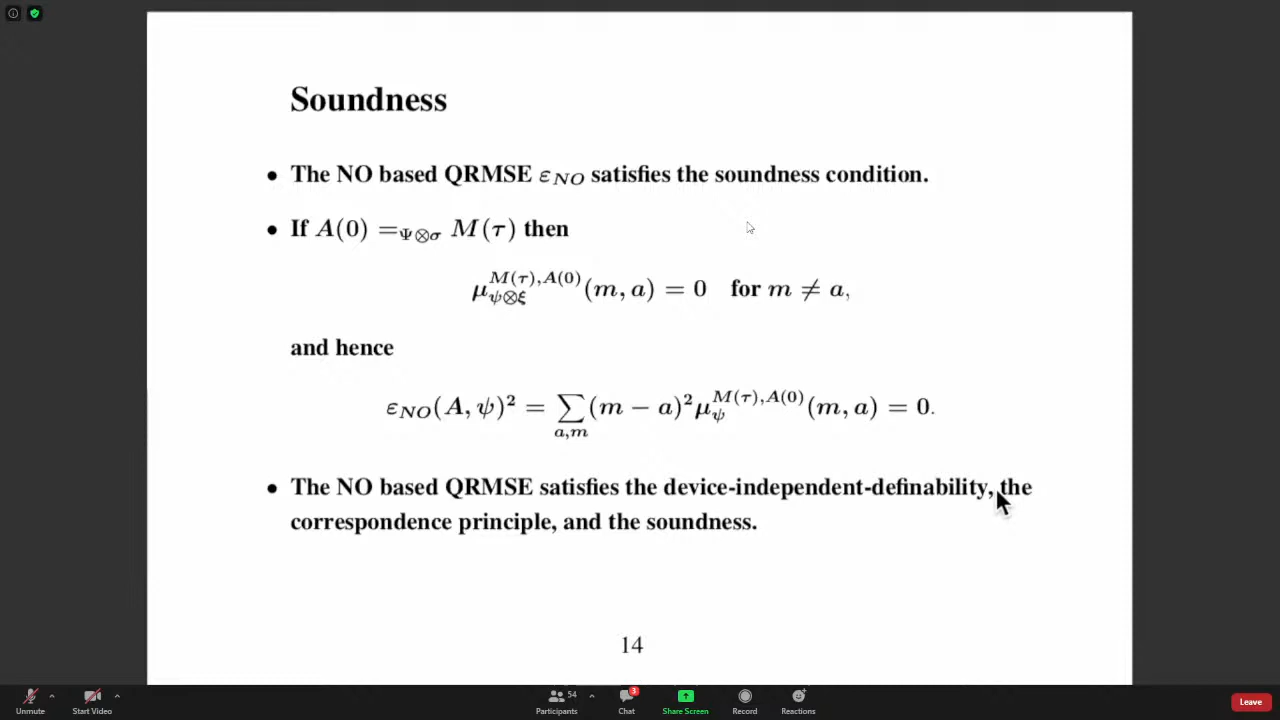 Soundness
• The NO based QRMSE ε_NO satisfies the soundness condition.
• If A(0) =_{Ψ⊗σ} M(τ) then
μ_{ψ⊗ξ}^{M(τ),A(0)}(m, a) = 0 for m ≠ a,
and hence
ε_NO(A, ψ)² = ∑_{a,m} (m − a)² μ_ψ^{M(τ),A(0)}(m, a) = 0.
• The NO based QRMSE satisfies the device-independent-definability, the
correspondence principle, and the soundness.
14
Unmute
Start Video
54
Participants
3
Chat
Share Screen
Record
Reactions
Leave